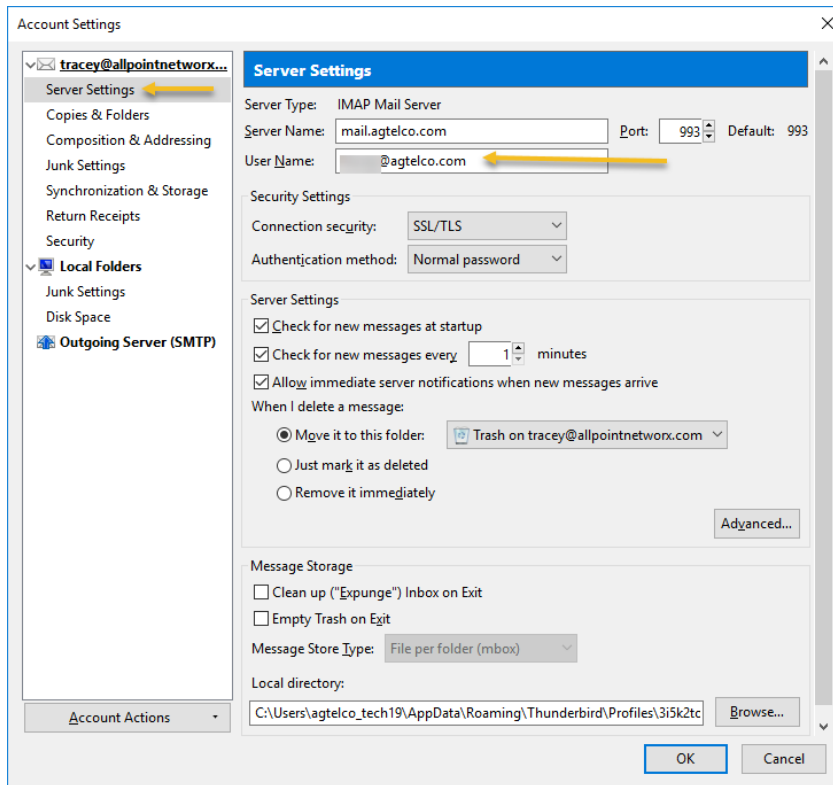 Account Settings
tracey@allpointnetworx...
Server Settings
Copies & Folders
Composition & Addressing
Junk Settings
Synchronization & Storage
Return Receipts
Security
Local Folders
Junk Settings
Disk Space
Outgoing Server (SMTP)
Account Actions
Server Settings
Server Type: IMAP Mail Server
Server Name: mail.agtelco.com Port: 993 Default: 993
User Name: @agtelco.com
Security Settings
Connection security: SSL/TLS
Authentication method: Normal password
Server Settings
Check for new messages at startup
Check for new messages every 1 minutes
Allow immediate server notifications when new messages arrive
When I delete a message:
Move it to this folder: Trash on tracey@allpointnetworx.com
Just mark it as deleted
Remove it immediately
Advanced...
Message Storage
Clean up ("Expunge") Inbox on Exit
Empty Trash on Exit
Message Store Type: File per folder (mbox)
Local directory:
C:\Users\agtelco_tech19\AppData\Roaming\Thunderbird\Profiles\3i5k2tc Browse...
OK Cancel